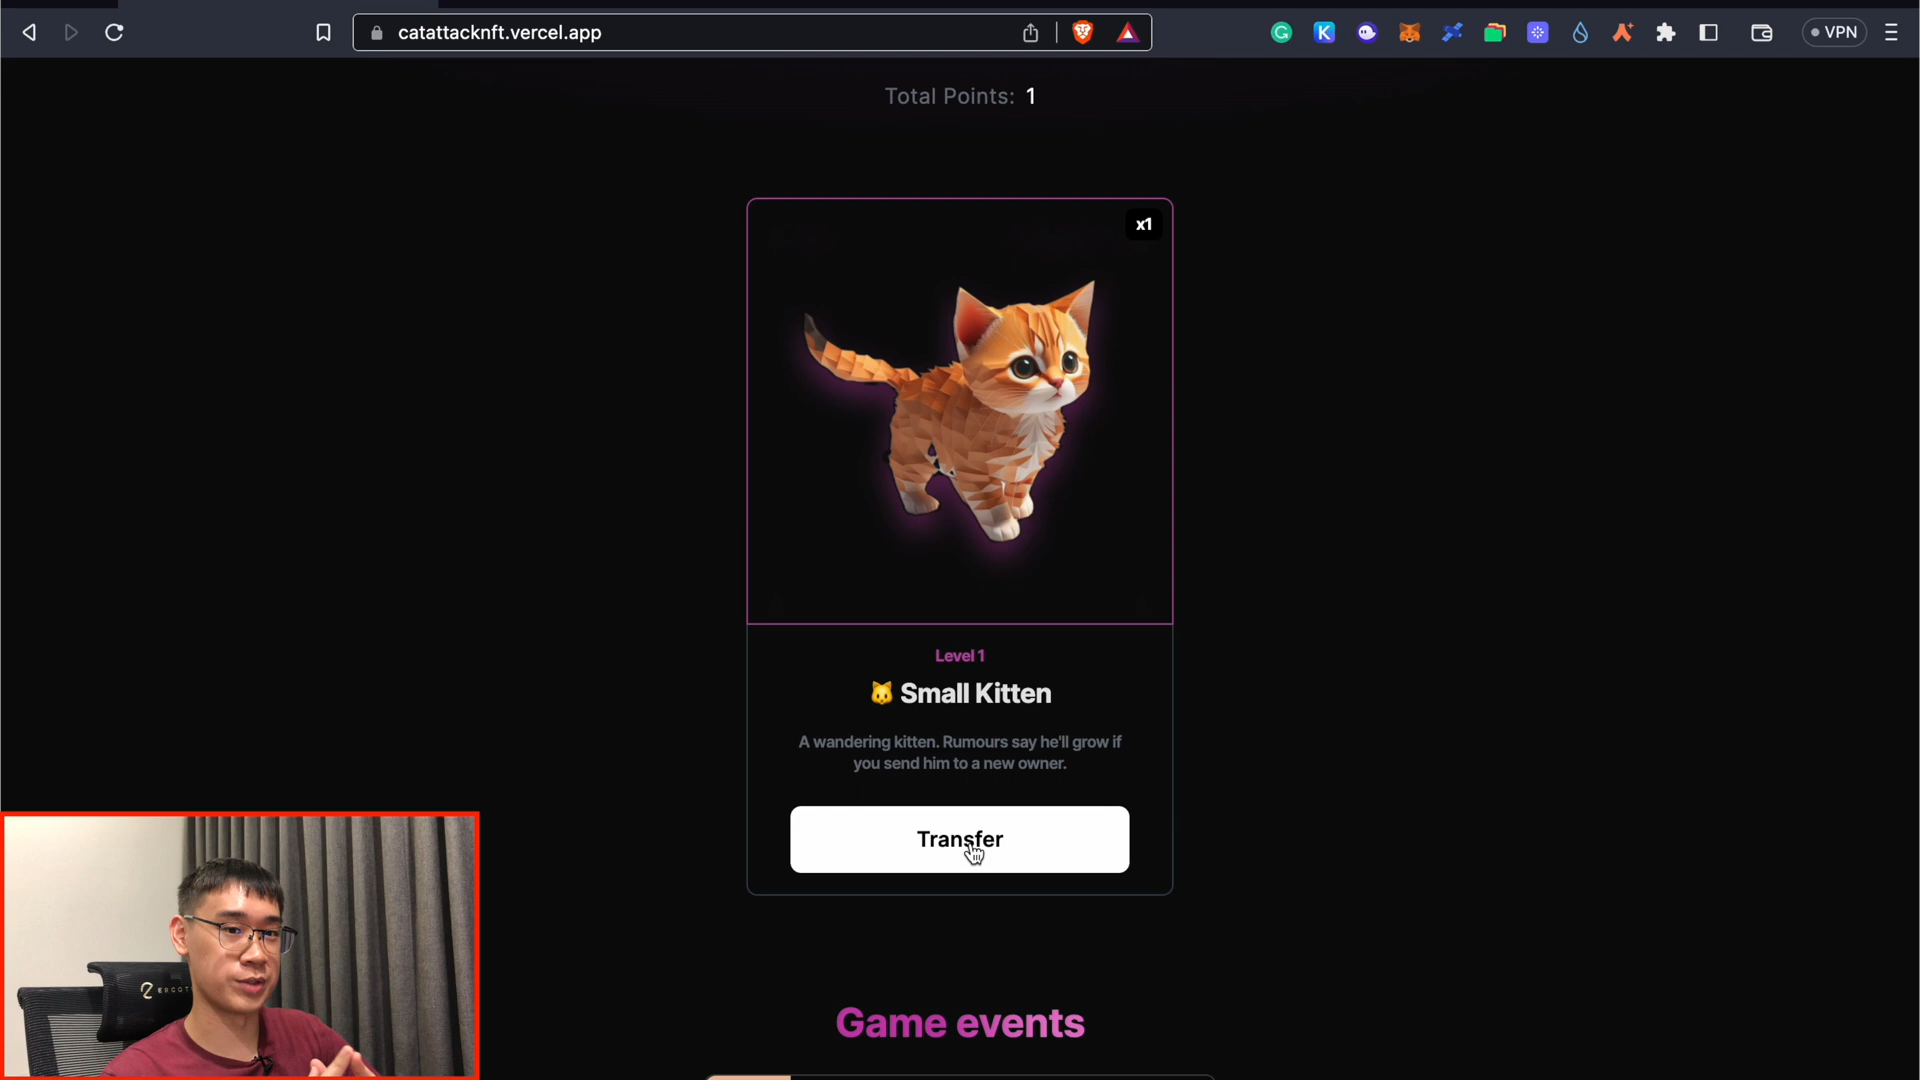 catattacknft.vercel.app
VPN
Total Points: 1
x1
Level 1
Small Kitten
A wandering kitten. Rumours say he'll grow if
you send him to a new owner.
Transfer
Game events